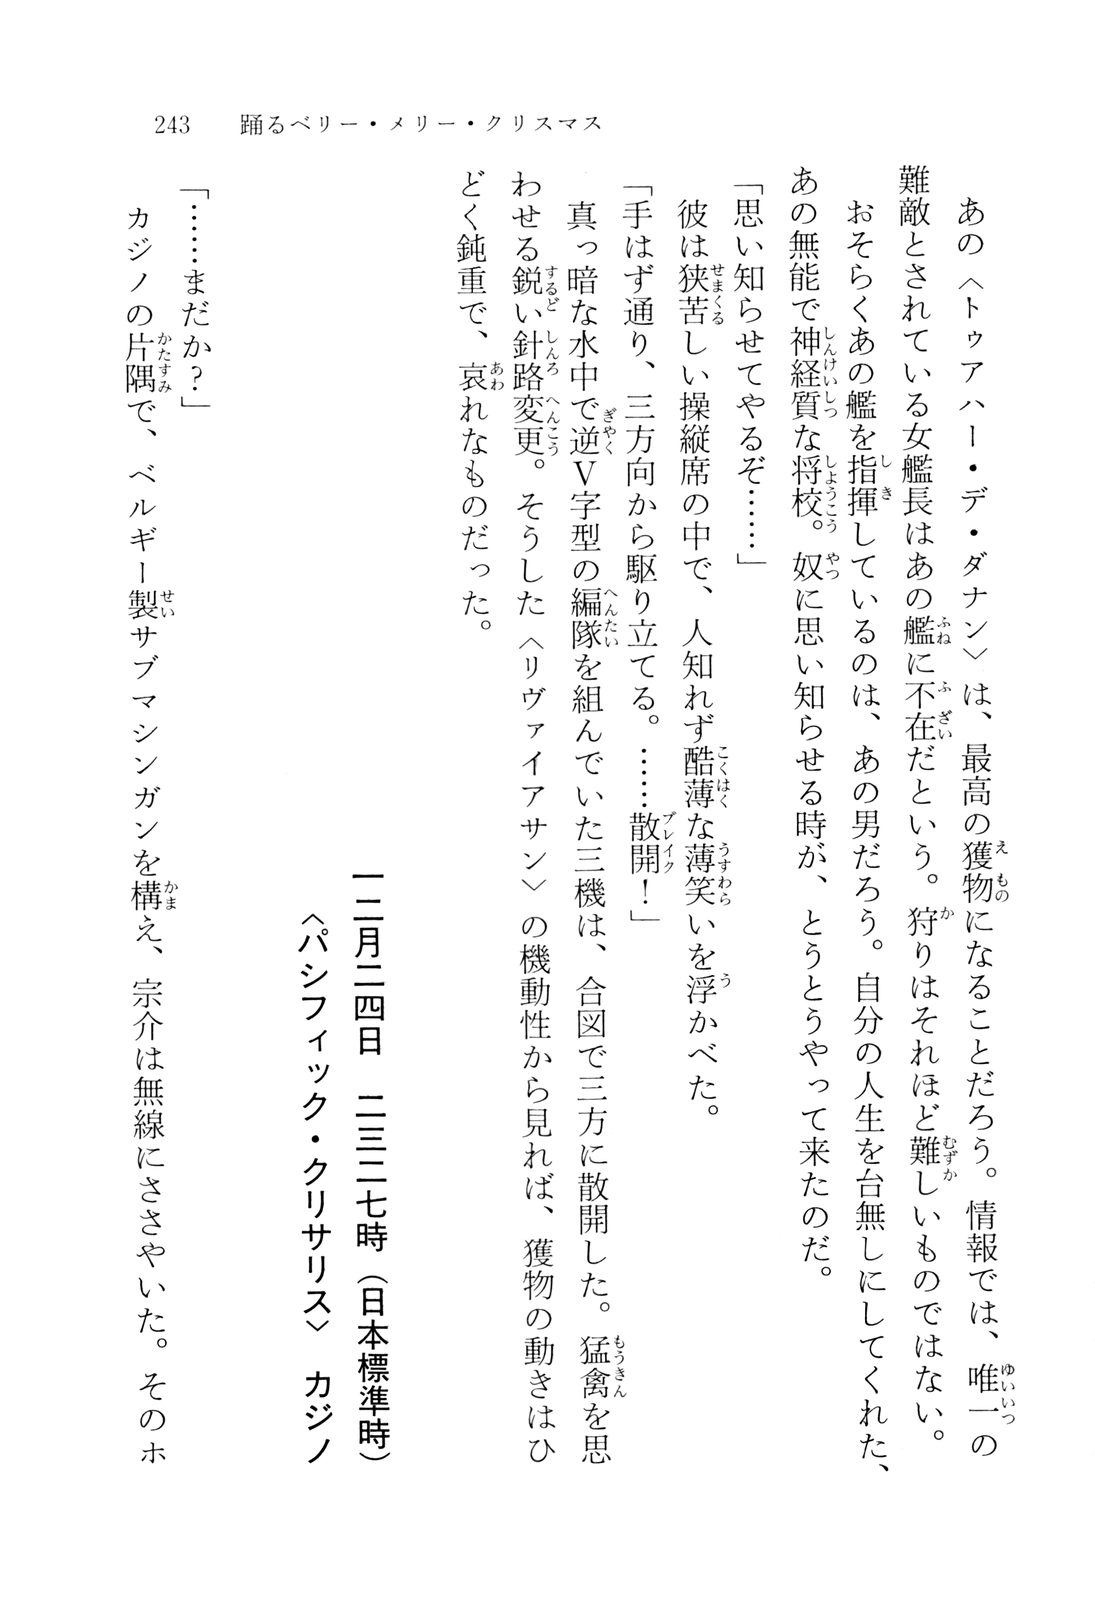 243　踊るベリー・メリー・クリスマス
　あの〈トゥアハー・デ・ダナン〉は、最高の獲物になることだろう。情報では、唯一の
難敵とされている女艦長はあの艦に不在だという。狩りはそれほど難しいものではない。
　おそらくあの艦を指揮しているのは、あの男だろう。自分の人生を台無しにしてくれた、
あの無能で神経質な将校。奴に思い知らせる時が、とうとうやって来たのだ。
「思い知らせてやるぞ……」
　彼は狭苦しい操縦席の中で、人知れず酷薄な薄笑いを浮かべた。
「手はず通り、三方向から駆り立てる。……散開！」
　真っ暗な水中で逆Ｖ字型の編隊を組んでいた三機は、合図で三方に散開した。猛禽を思
わせる鋭い針路変更。そうした〈リヴァイアサン〉の機動性から見れば、獲物の動きはひ
どく鈍重で、哀れなものだった。
一二月二四日　二三二七時（日本標準時）
〈パシフィック・クリサリス〉　カジノ
「……まだか？」
　カジノの片隅で、ベルギー製サブマシンガンを構え、宗介は無線にささやいた。そのホ